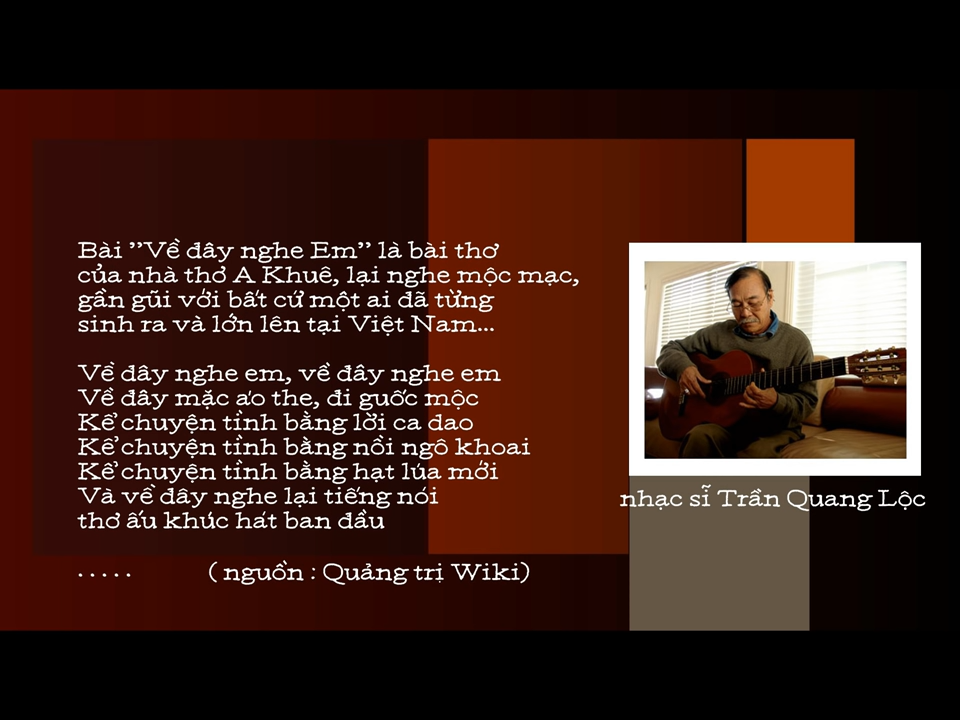 Bài ”Về đây nghe Em” là bài thơ
của nhà thơ A Khuê, lại nghe mộc mạc,
gần gũi với bất cứ một ai đã từng
sinh ra và lớn lên tại Việt Nam...
Về đây nghe em, về đây nghe em
Về đây mặc áo the, đi guốc mộc
Kể chuyện tình bằng lời ca dao
Kể chuyện tình bằng nồi ngô khoai
Kể chuyện tình bằng hạt lúa mới
Và về đây nghe lại tiếng nói
thơ ấu khúc hát ban đầu
. . . . . ( nguồn : Quảng trị Wiki)
nhạc sĩ Trần Quang Lộc